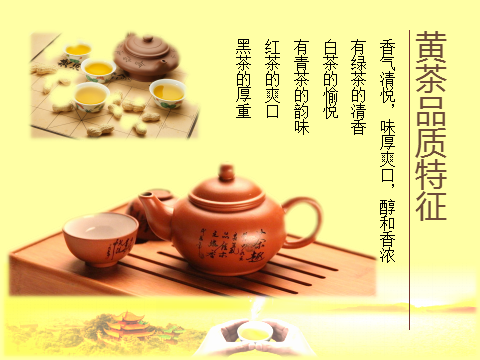 黄茶品质特征
香气清悦，味厚爽口，醇和香浓
有绿茶的清香
白茶的愉悦
有青茶的韵味
红茶的爽口
黑茶的厚重